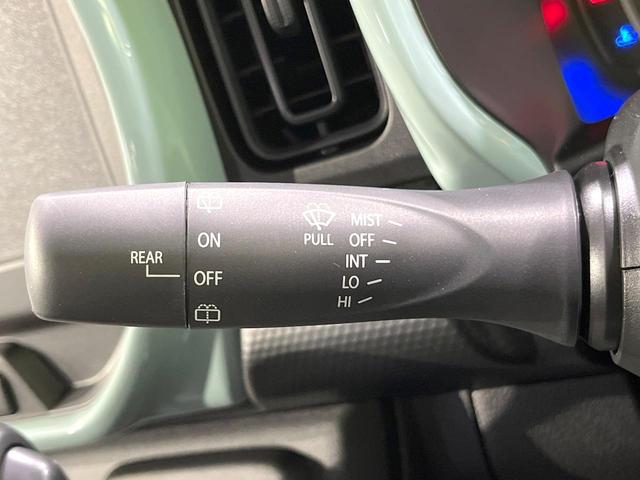 REAR
ON
OFF
PULL
MIST
OFF
INT
LO
HI